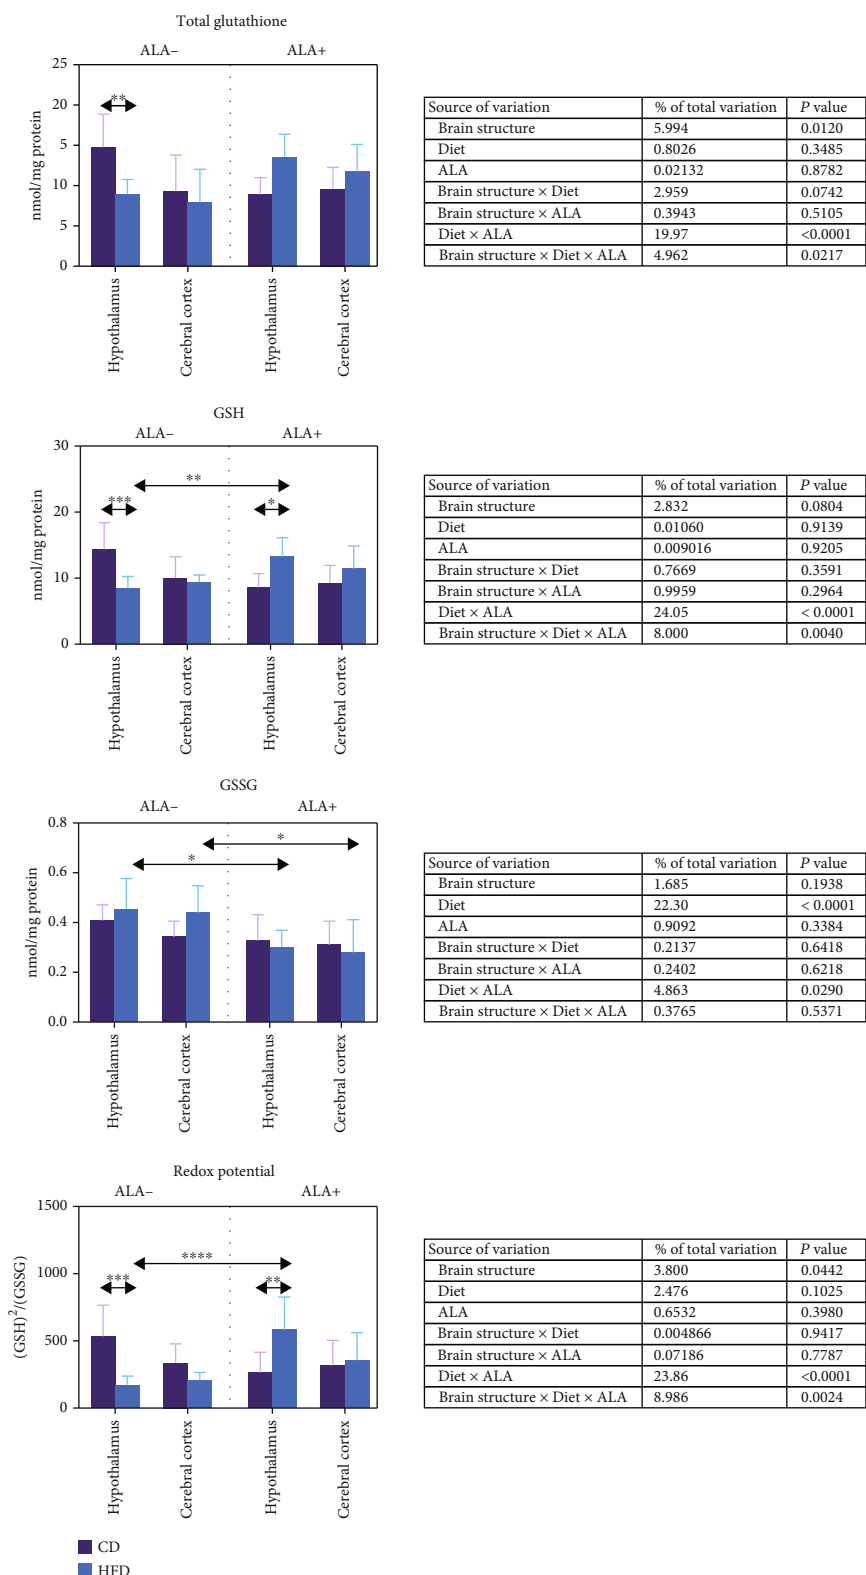 Total glutathione
ALA– ALA+
nmol/mg protein
25
20
5
10
5
0
**
Hypothalamus
Cerebral cortex
Hypothalamus
Cerebral cortex
Source of variation % of total variation P value
Brain structure 5.994 0.0120
Diet 0.8026 0.3485
ALA 0.02132 0.8782
Brain structure × Diet 2.959 0.0742
Brain structure × ALA 0.3943 0.5105
Diet × ALA 19.97 <0.0001
Brain structure × Diet × ALA 4.962 0.0217
GSH
ALA– ALA+
nmol/mg protein
30
20
10
0
**
***
*
Hypothalamus
Cerebral cortex
Hypothalamus
Cerebral cortex
Source of variation % of total variation P value
Brain structure 2.832 0.0804
Diet 0.01060 0.9139
ALA 0.009016 0.9205
Brain structure × Diet 0.7669 0.3591
Brain structure × ALA 0.9959 0.2964
Diet × ALA 24.05 < 0.0001
Brain structure × Diet × ALA 8.000 0.0040
GSSG
ALA– ALA+
nmol/mg protein
0.8
0.6
0.4
0.2
0.0
*
*
Hypothalamus
Cerebral cortex
Hypothalamus
Cerebral cortex
Source of variation % of total variation P value
Brain structure 1.685 0.1938
Diet 22.30 < 0.0001
ALA 0.9092 0.3384
Brain structure × Diet 0.2137 0.6418
Brain structure × ALA 0.2402 0.6218
Diet × ALA 4.863 0.0290
Brain structure × Diet × ALA 0.3765 0.5371
Redox potential
ALA– ALA+
(GSH)²/(GSSG)
1500
1000
500
0
****
***
**
Hypothalamus
Cerebral cortex
Hypothalamus
Cerebral cortex
Source of variation % of total variation P value
Brain structure 3.800 0.0442
Diet 2.476 0.1025
ALA 0.6532 0.3980
Brain structure × Diet 0.004866 0.9417
Brain structure × ALA 0.07186 0.7787
Diet × ALA 23.86 <0.0001
Brain structure × Diet × ALA 8.986 0.0024
CD
HFD